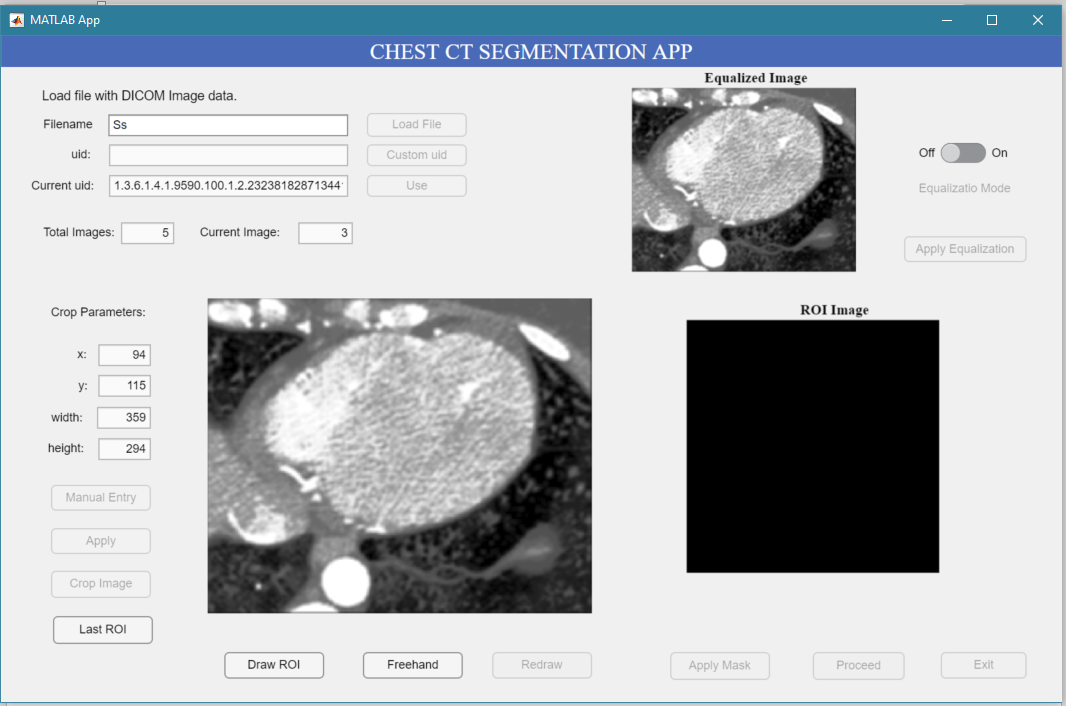 MATLAB App
CHEST CT SEGMENTATION APP
Load file with DICOM Image data.
Filename Ss Load File
uid: Custom uid
Current uid: 1.3.6.1.4.1.9590.100.1.2.23238182871344 Use
Total Images: 5 Current Image: 3
Equalized Image
Off On
Equalizatio Mode
Apply Equalization
Crop Parameters:
x: 94
y: 115
width: 359
height: 294
Manual Entry
Apply
Crop Image
Last ROI
ROI Image
Draw ROI Freehand Redraw Apply Mask Proceed Exit